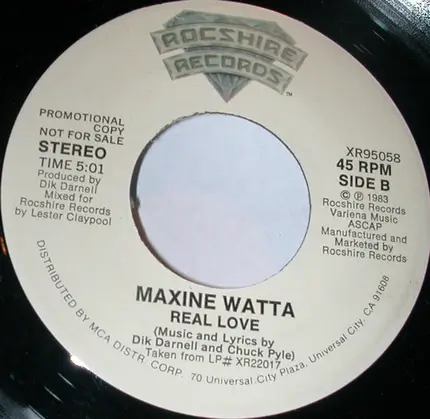 ROCSHIRE
RECORDS
TM
PROMOTIONAL
COPY
NOT FOR SALE
STEREO
TIME 5:01
Produced by
Dik Darnell
Mixed for
Rocshire Records
by Lester Claypool
XR95058
45 RPM
SIDE B
© ℗ 1983
Rocshire Records
Variena Music
ASCAP
Manufactured and
Marketed by
Rocshire Records
MAXINE WATTA
REAL LOVE
(Music and Lyrics by
Dik Darnell and Chuck Pyle)
Taken from LP# XR22017
DISTRIBUTED BY MCA DISTR. CORP. 70 Universal City Plaza, Universal City, CA 91608